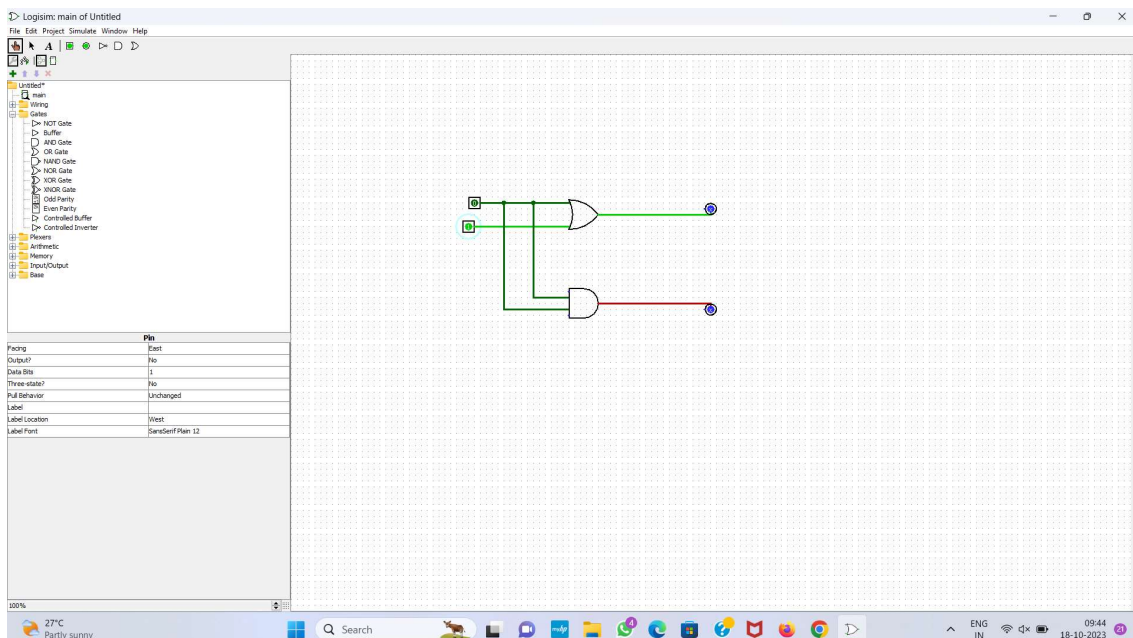 Logisim: main of Untitled
File Edit Project Simulate Window Help
A
Untitled*
main
Wiring
Gates
NOT Gate
Buffer
AND Gate
OR Gate
NAND Gate
NOR Gate
XOR Gate
XNOR Gate
Odd Parity
Even Parity
Controlled Buffer
Controlled Inverter
Plexers
Arithmetic
Memory
Input/Output
Base
Pin
Facing East
Output? No
Data Bits 1
Three-state? No
Pull Behavior Unchanged
Label
Label Location West
Label Font SansSerif Plain 12
100%
27°C
Partly sunny
Search
myhp
4
ENG
IN
09:44
18-10-2023
21